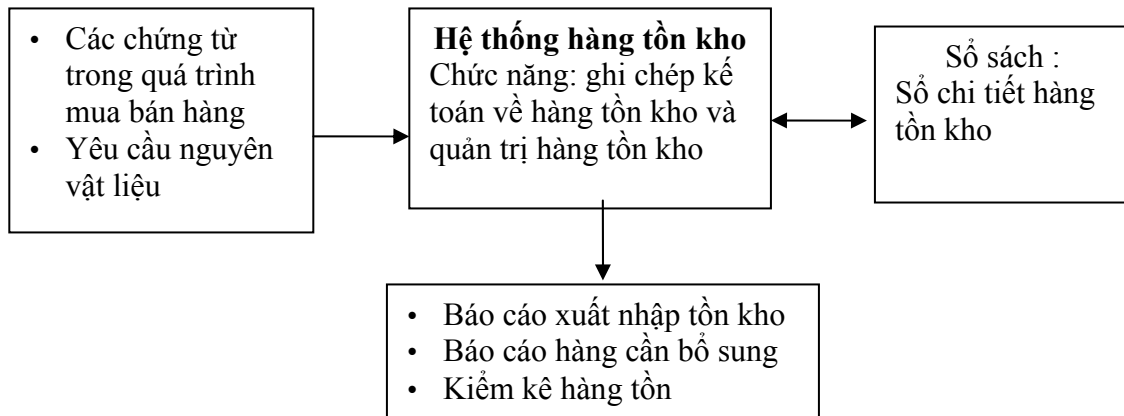 • Các chứng từ
trong quá trình
mua bán hàng
• Yêu cầu nguyên
vật liệu
Hệ thống hàng tồn kho
Chức năng: ghi chép kế
toán về hàng tồn kho và
quản trị hàng tồn kho
Sổ sách :
Sổ chi tiết hàng
tồn kho
• Báo cáo xuất nhập tồn kho
• Báo cáo hàng cần bổ sung
• Kiểm kê hàng tồn